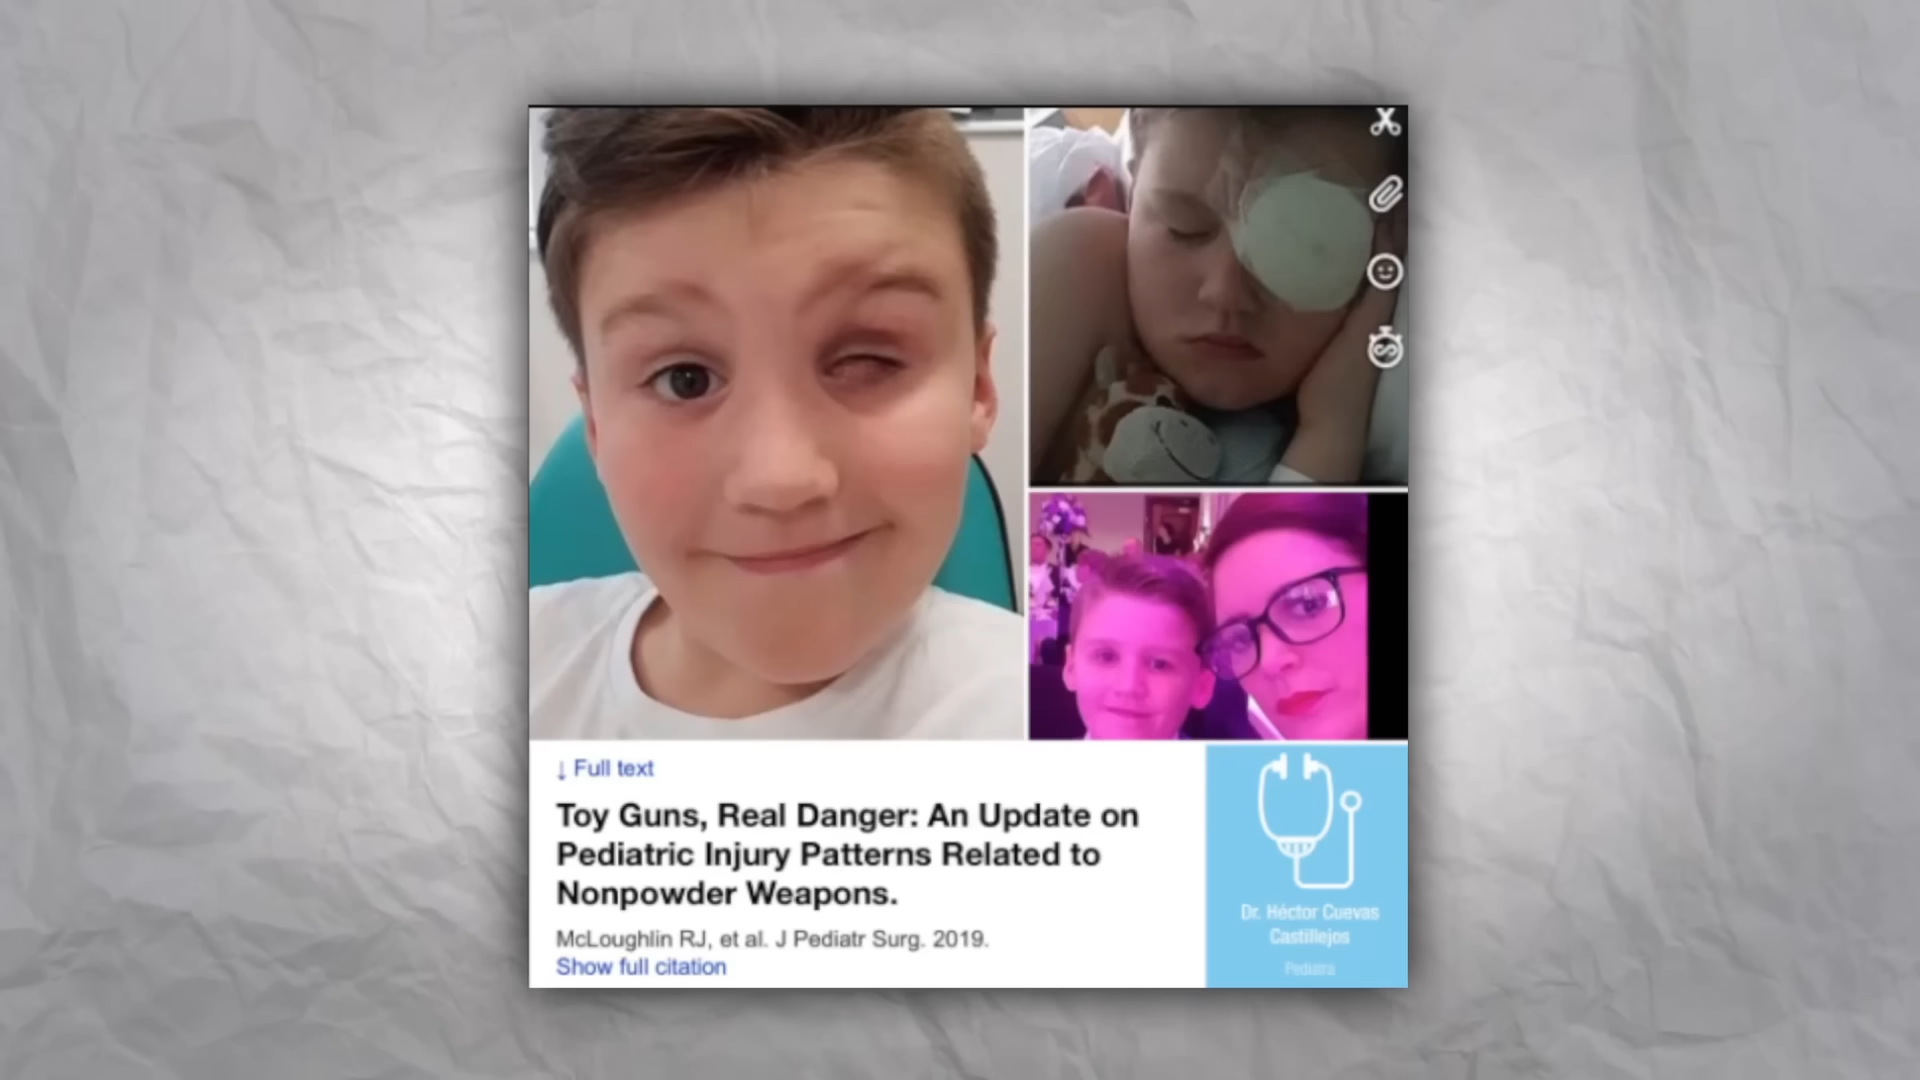 ↓ Full text
Toy Guns, Real Danger: An Update on
Pediatric Injury Patterns Related to
Nonpowder Weapons.
McLoughlin RJ, et al. J Pediatr Surg. 2019.
Show full citation
Dr. Héctor Cuevas
Castillejos
Pediatra